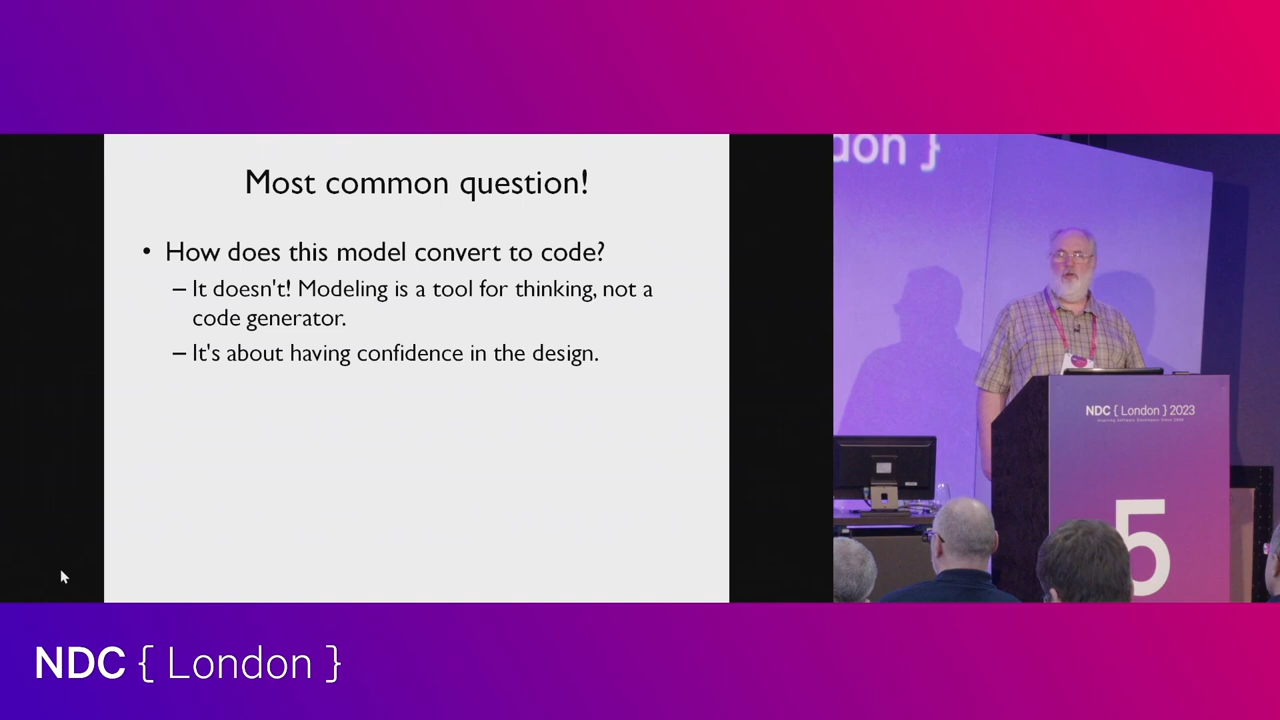 don }
Most common question!
• How does this model convert to code?
– It doesn't! Modeling is a tool for thinking, not a
code generator.
– It's about having confidence in the design.
NDC { London } 2023
5
NDC { London }